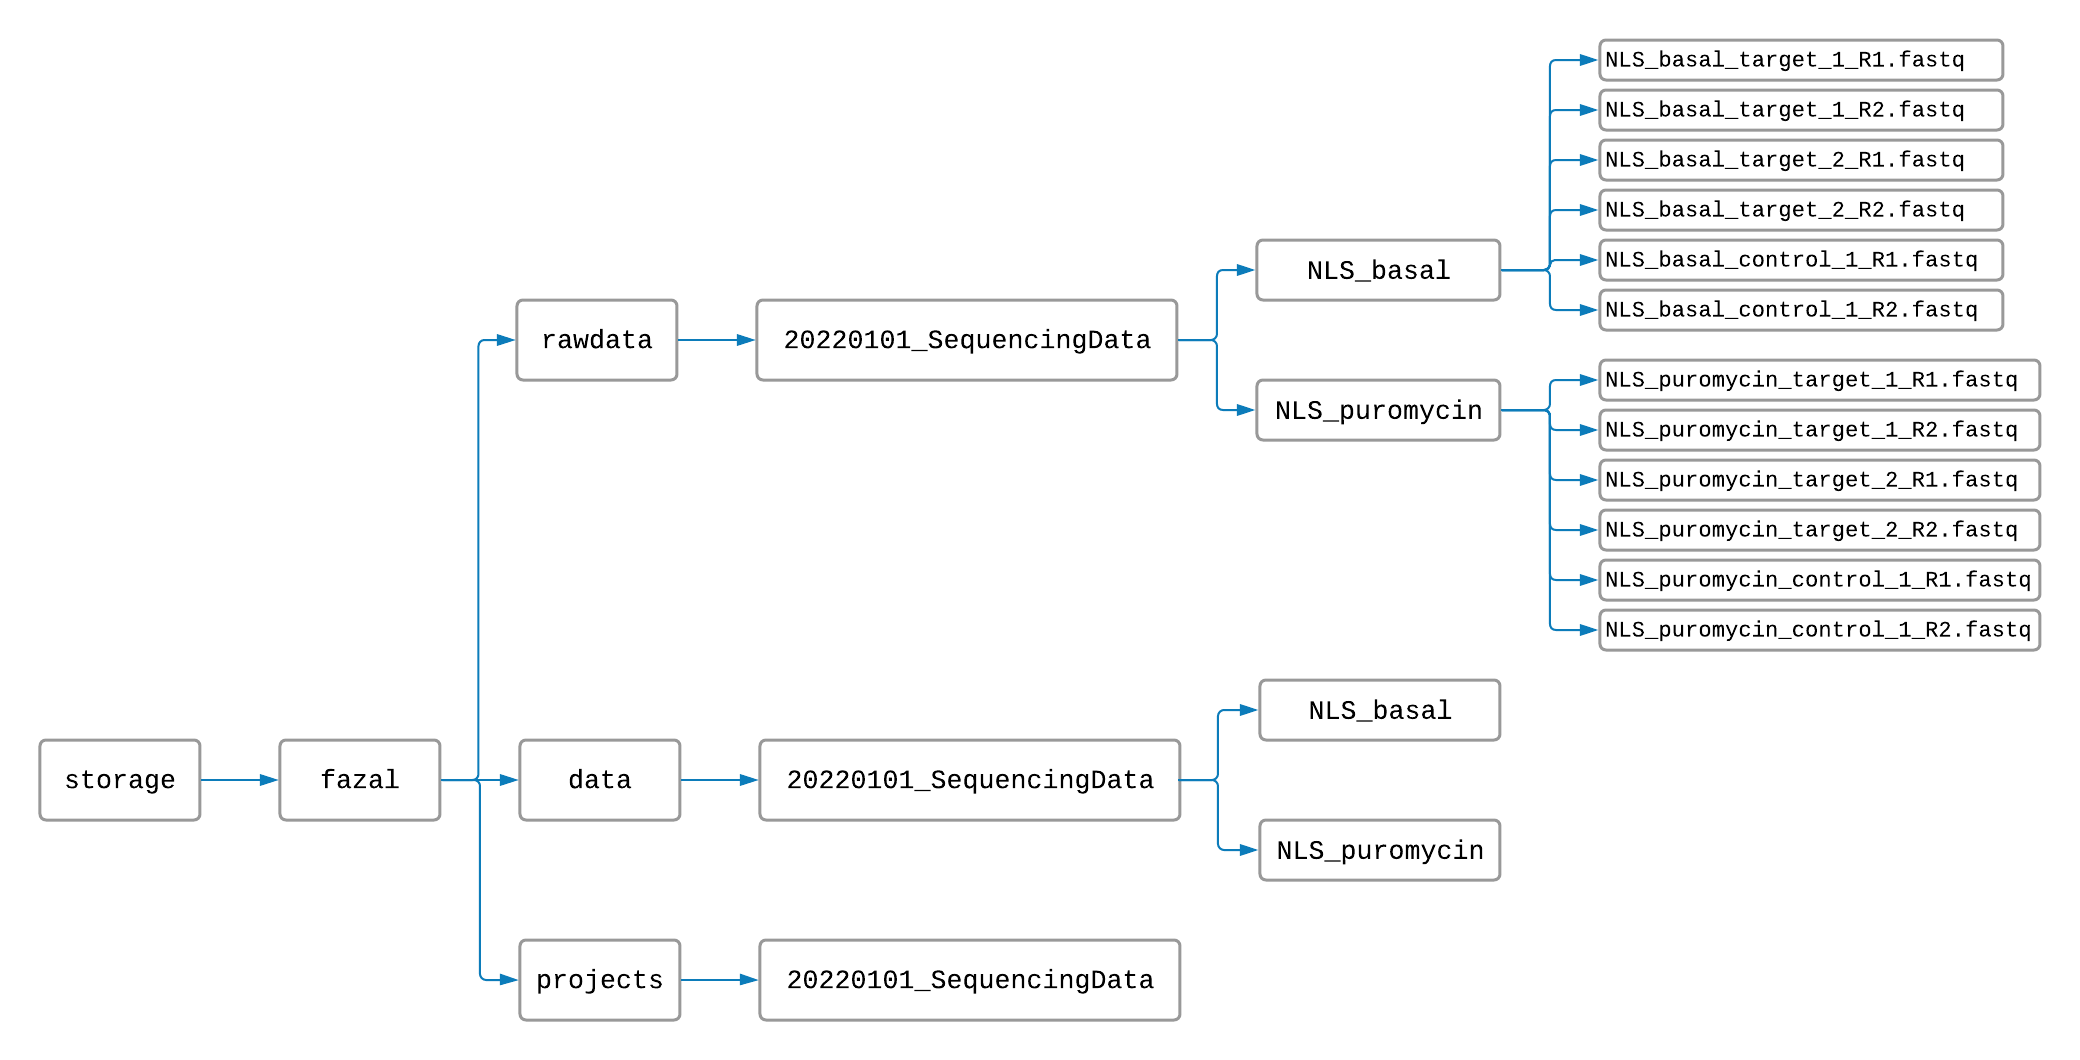 NLS_basal_target_1_R1.fastq
NLS_basal_target_1_R2.fastq
NLS_basal_target_2_R1.fastq
NLS_basal_target_2_R2.fastq
NLS_basal_control_1_R1.fastq
NLS_basal_control_1_R2.fastq
NLS_basal
rawdata
20220101_SequencingData
NLS_puromycin
NLS_puromycin_target_1_R1.fastq
NLS_puromycin_target_1_R2.fastq
NLS_puromycin_target_2_R1.fastq
NLS_puromycin_target_2_R2.fastq
NLS_puromycin_control_1_R1.fastq
NLS_puromycin_control_1_R2.fastq
storage
fazal
data
20220101_SequencingData
NLS_basal
NLS_puromycin
projects
20220101_SequencingData